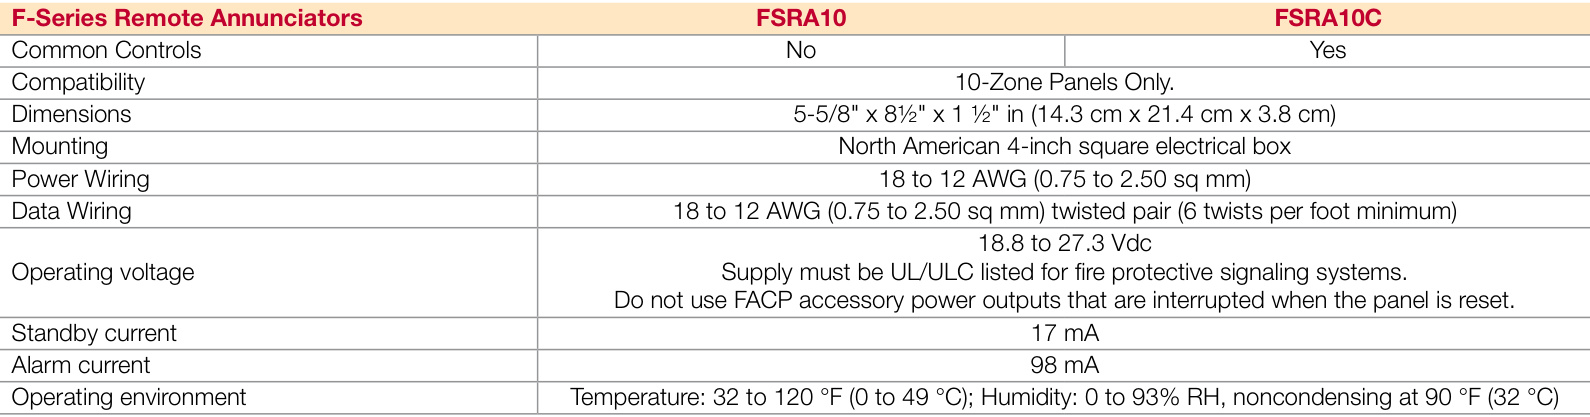 F-Series Remote Annunciators FSRA10 FSRA10C
Common Controls No Yes
Compatibility 10-Zone Panels Only.
Dimensions 5-5/8" x 8½" x 1 ½" in (14.3 cm x 21.4 cm x 3.8 cm)
Mounting North American 4-inch square electrical box
Power Wiring 18 to 12 AWG (0.75 to 2.50 sq mm)
Data Wiring 18 to 12 AWG (0.75 to 2.50 sq mm) twisted pair (6 twists per foot minimum)
18.8 to 27.3 Vdc
Operating voltage Supply must be UL/ULC listed for fire protective signaling systems.
Do not use FACP accessory power outputs that are interrupted when the panel is reset.
Standby current 17 mA
Alarm current 98 mA
Operating environment Temperature: 32 to 120 °F (0 to 49 °C); Humidity: 0 to 93% RH, noncondensing at 90 °F (32 °C)